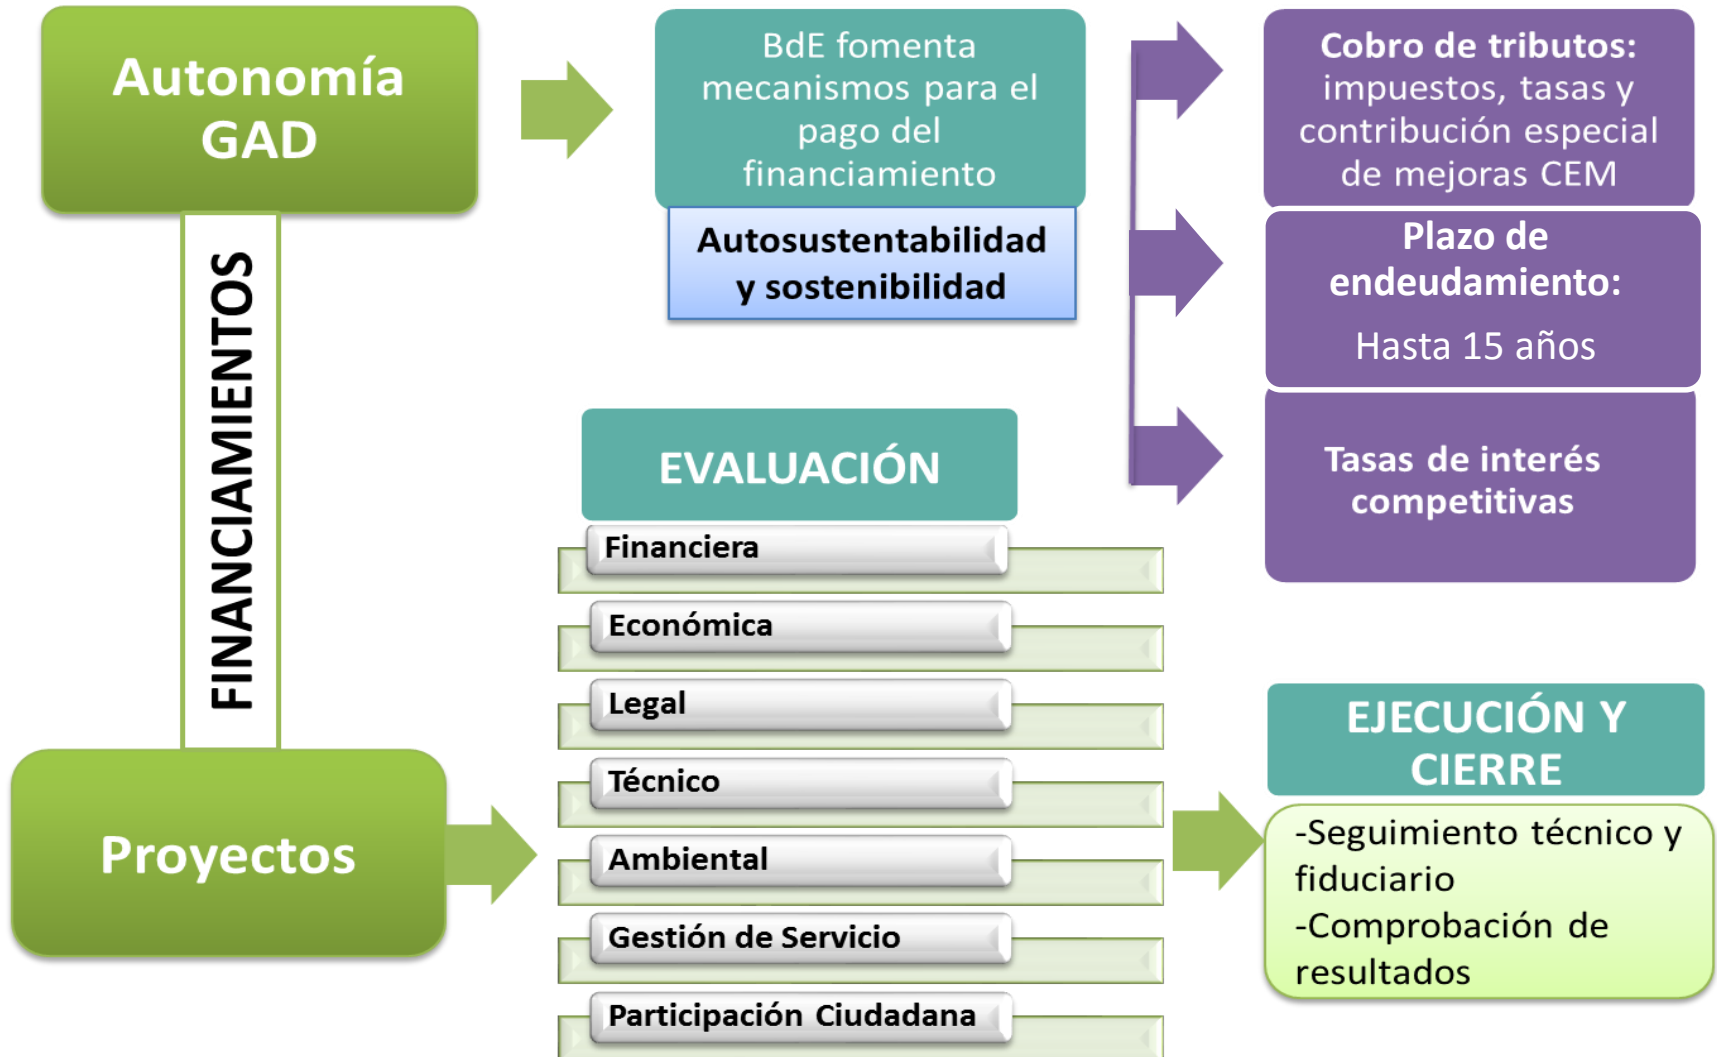 Autonomía
GAD
BdE fomenta
mecanismos para el
pago del
financiamiento
Autosustentabilidad
y sostenibilidad
Cobro de tributos:
impuestos, tasas y
contribución especial
de mejoras CEM
Plazo de
endeudamiento:
Hasta 15 años
Tasas de interés
competitivas
FINANCIAMIENTOS
Proyectos
EVALUACIÓN
Financiera
Económica
Legal
Técnico
Ambiental
Gestión de Servicio
Participación Ciudadana
EJECUCIÓN Y
CIERRE
-Seguimiento técnico y
fiduciario
-Comprobación de
resultados